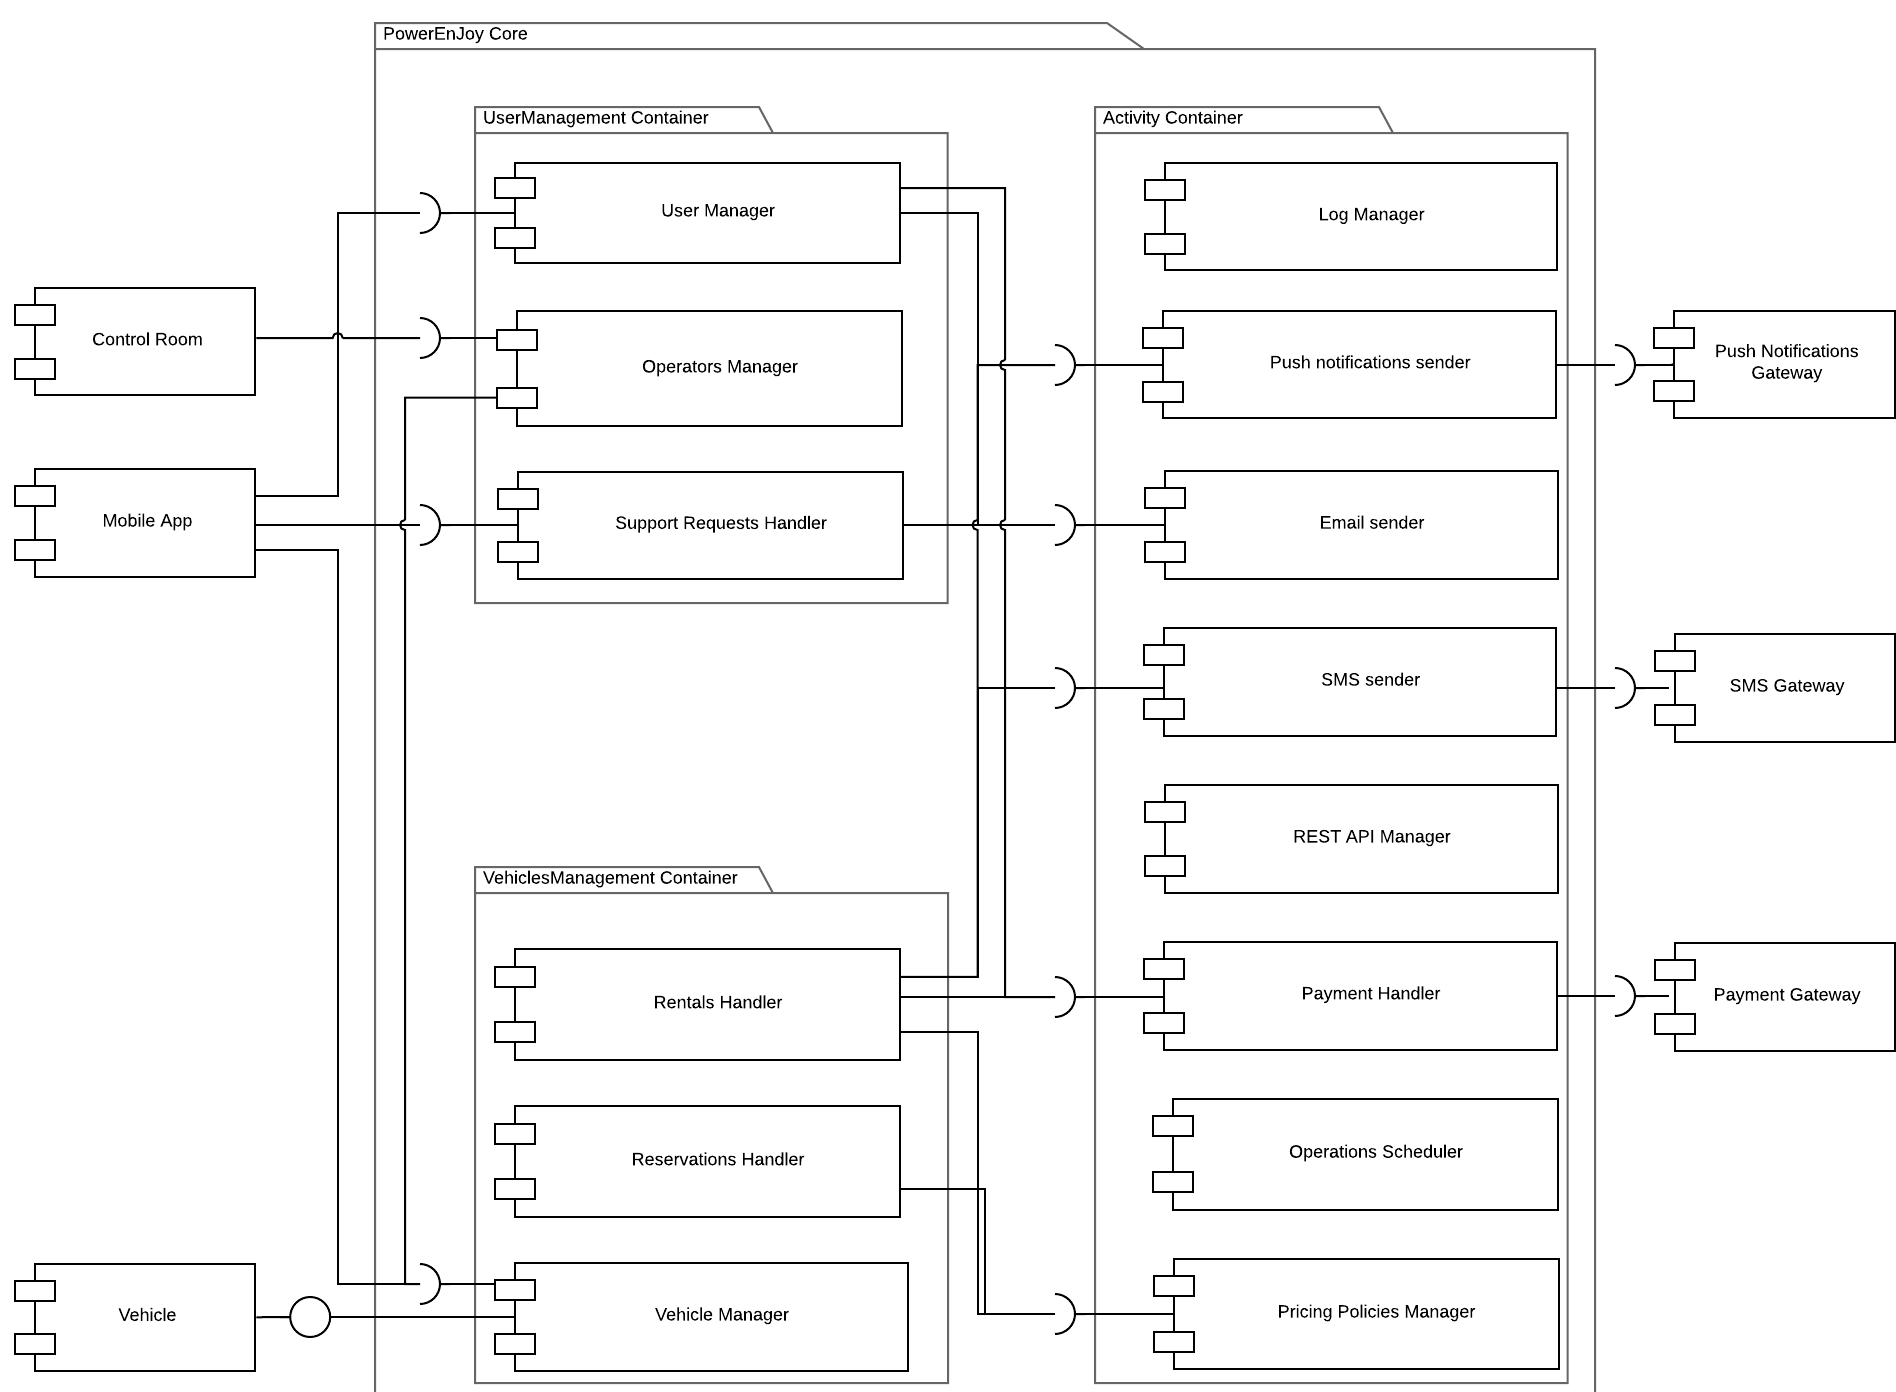 PowerEnJoy Core
UserManagement Container
Activity Container
User Manager
Log Manager
Control Room
Operators Manager
Push notifications sender
Push Notifications
Gateway
Mobile App
Support Requests Handler
Email sender
SMS sender
SMS Gateway
REST API Manager
VehiclesManagement Container
Rentals Handler
Payment Handler
Payment Gateway
Reservations Handler
Operations Scheduler
Vehicle
Vehicle Manager
Pricing Policies Manager